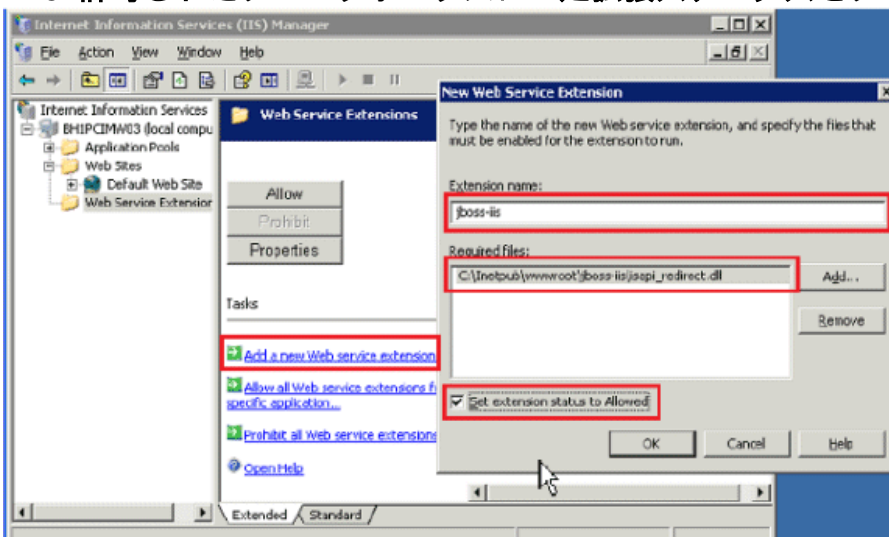 Internet Information Services (IIS) Manager
File Action View Window Help
Internet Information Services
BH1PCIMW03 (local compu
Application Pools
Web Sites
Default Web Site
Web Service Extension
Web Service Extensions
Allow
Prohibit
Properties
Tasks
Add a new Web service extension
Allow all Web service extensions f
specific application...
Prohibit all Web service extensions
Open Help
Extended
Standard
New Web Service Extension
Type the name of the new Web service extension, and specify the files that
must be enabled for the extension to run.
Extension name:
jboss-iis
Required files:
C:\Inetpub\wwwroot\jboss-iis\isapi_redirect.dll
Add...
Remove
Set extension status to Allowed
OK
Cancel
Help